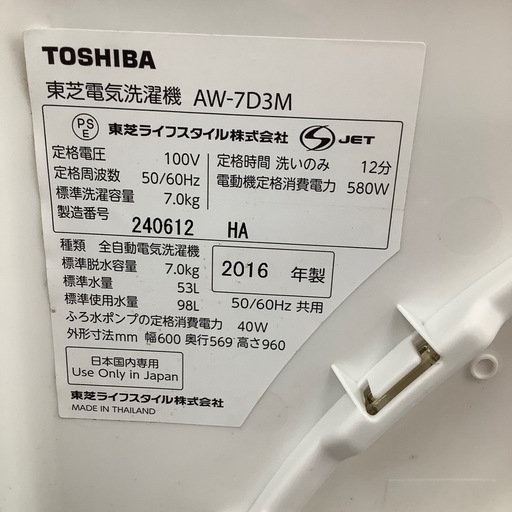 TOSHIBA
東芝電気洗濯機 AW-7D3M
PS E 東芝ライフスタイル株式会社 S JET
定格電圧 100V
定格周波数 50/60Hz
標準洗濯容量 7.0kg
製造番号
240612 HA
定格時間 洗いのみ 12分
電動機定格消費電力 580W
種類 全自動電気洗濯機
標準脱水容量 7.0kg
標準水量 53L
標準使用水量 98L
2016 年製
50/60Hz 共用
ふろ水ポンプの定格消費電力 40W
外形寸法mm 幅600 奥行569 高さ960
日本国内専用
Use Only in Japan
東芝ライフスタイル株式会社
MADE IN THAILAND